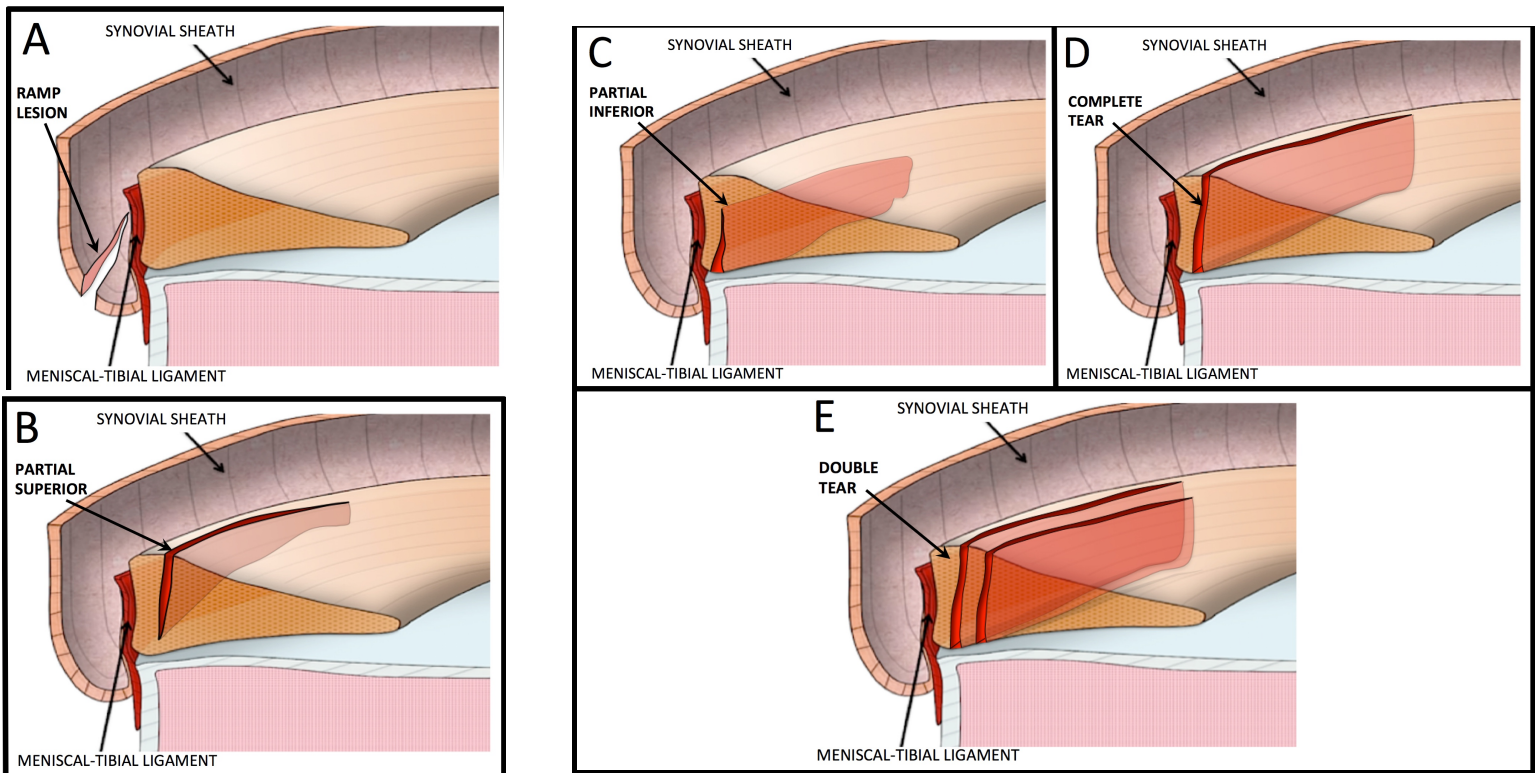 A
SYNOVIAL SHEATH
RAMP
LESION
MENISCAL-TIBIAL LIGAMENT
B
SYNOVIAL SHEATH
PARTIAL
SUPERIOR
MENISCAL-TIBIAL LIGAMENT
C
SYNOVIAL SHEATH
PARTIAL
INFERIOR
MENISCAL-TIBIAL LIGAMENT
D
SYNOVIAL SHEATH
COMPLETE
TEAR
MENISCAL-TIBIAL LIGAMENT
E
SYNOVIAL SHEATH
DOUBLE
TEAR
MENISCAL-TIBIAL LIGAMENT